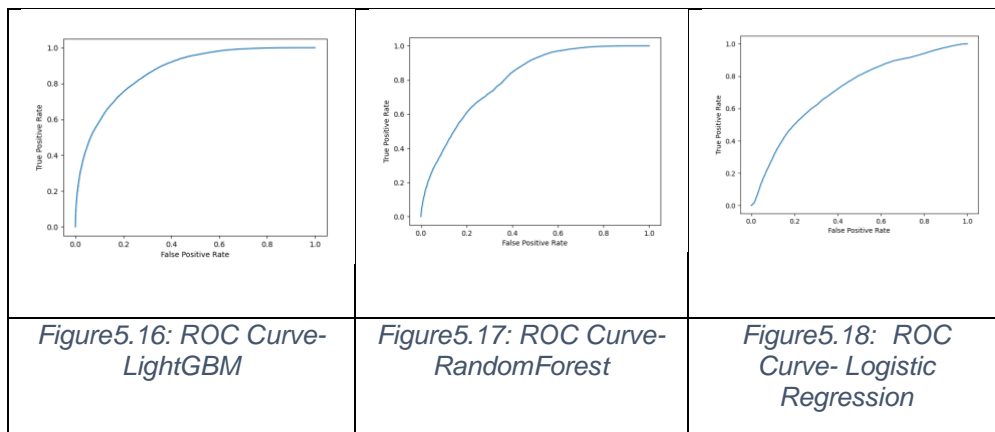 1.0
0.8
0.6
0.4
0.2
0.0
True Positive Rate
0.0 0.2 0.4 0.6 0.8 1.0
False Positive Rate
1.0
0.8
0.6
0.4
0.2
0.0
True Positive Rate
0.0 0.2 0.4 0.6 0.8 1.0
False Positive Rate
1.0
0.8
0.6
0.4
0.2
0.0
True Positive Rate
0.0 0.2 0.4 0.6 0.8 1.0
False Positive Rate
Figure5.16: ROC Curve-
LightGBM
Figure5.17: ROC Curve-
RandomForest
Figure5.18: ROC
Curve- Logistic
Regression